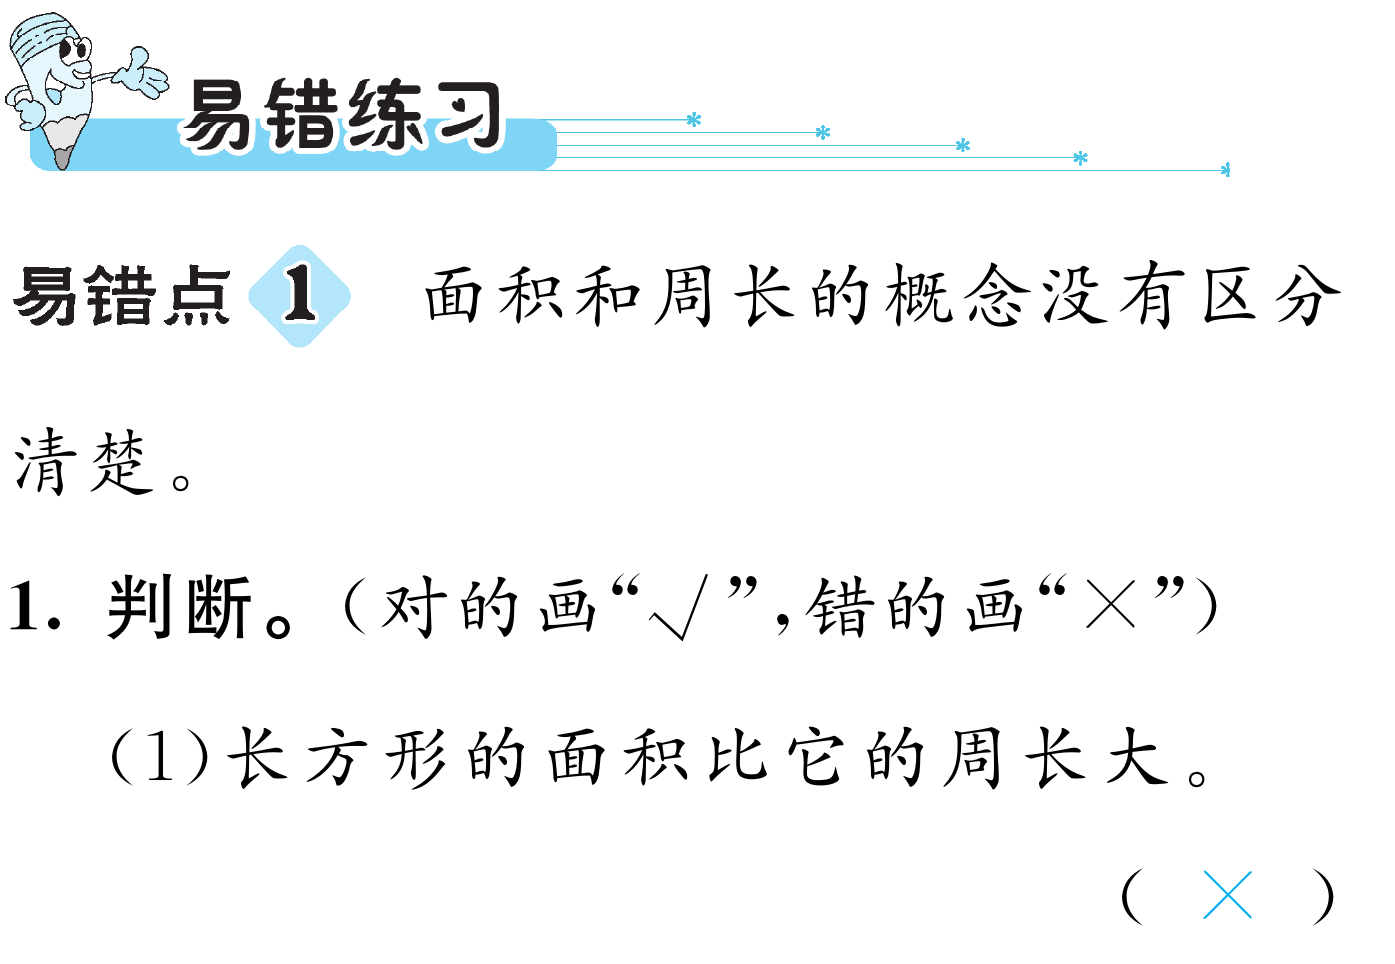 易错练习
易错点 1 面积和周长的概念没有区分
清楚。
1. 判断。(对的画“√”,错的画“×”)
(1)长方形的面积比它的周长大。
( × )